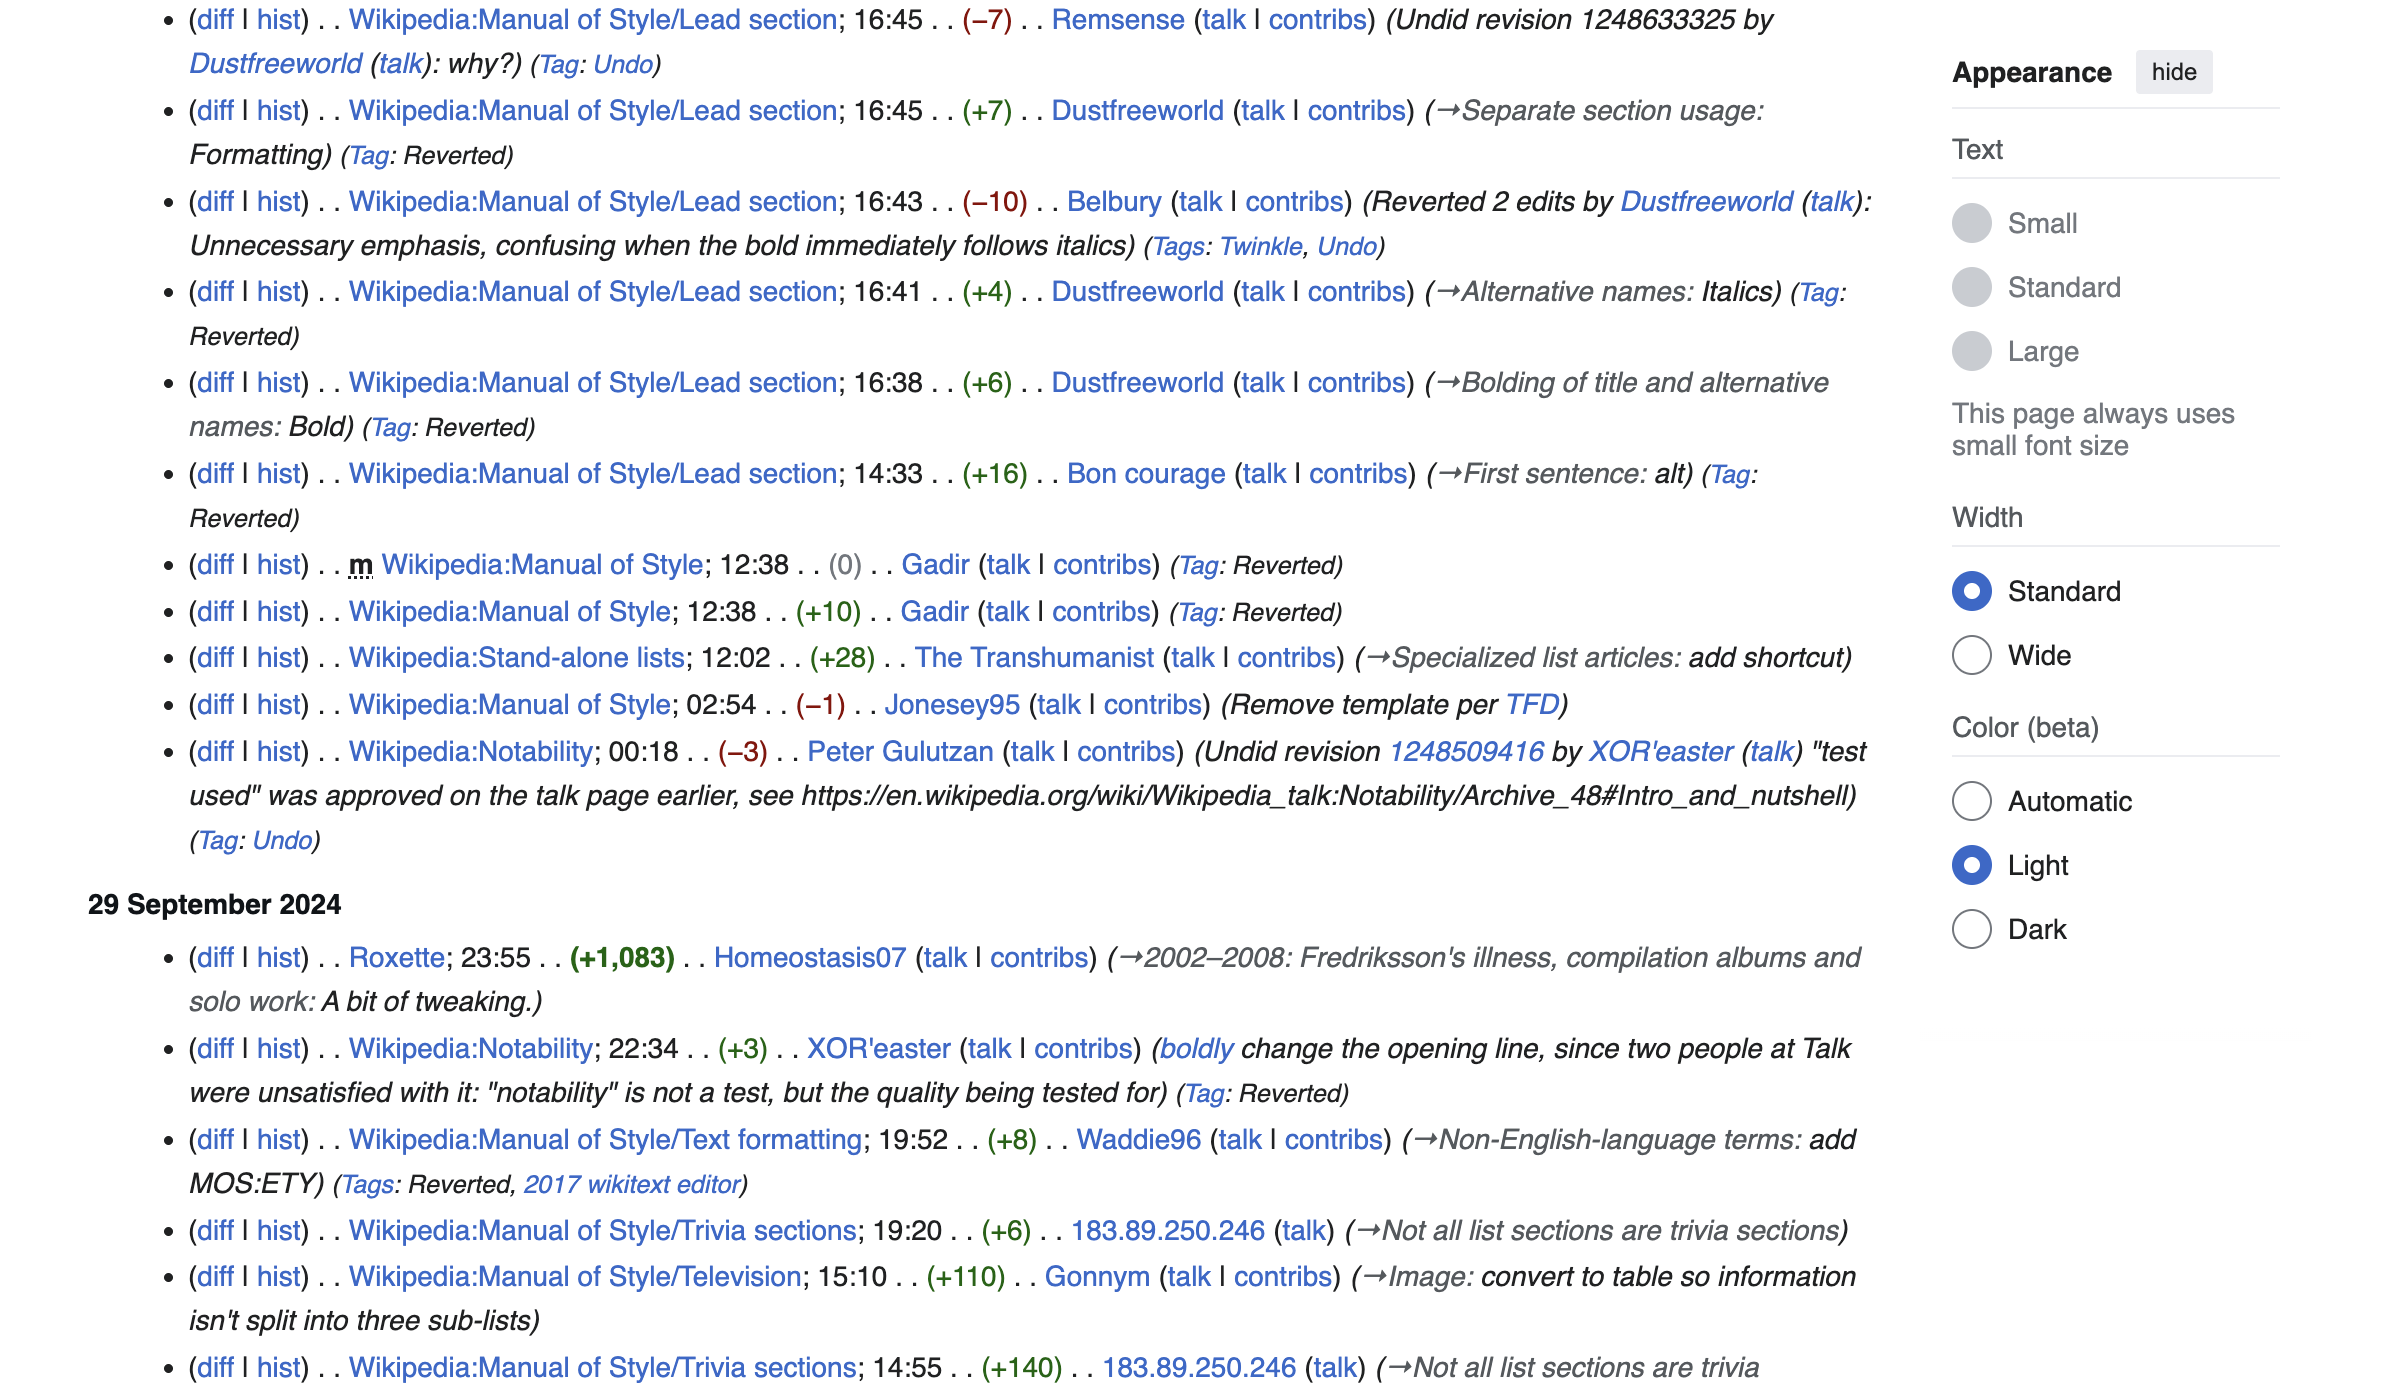 • (diff | hist) . . Wikipedia:Manual of Style/Lead section; 16:45 . . (−7) . . Remsense (talk | contribs) (Undid revision 1248633325 by
Dustfreeworld (talk): why?) (Tag: Undo)
• (diff | hist) . . Wikipedia:Manual of Style/Lead section; 16:45 . . (+7) . . Dustfreeworld (talk | contribs) (→Separate section usage:
Formatting) (Tag: Reverted)
• (diff | hist) . . Wikipedia:Manual of Style/Lead section; 16:43 . . (−10) . . Belbury (talk | contribs) (Reverted 2 edits by Dustfreeworld (talk):
Unnecessary emphasis, confusing when the bold immediately follows italics) (Tags: Twinkle, Undo)
• (diff | hist) . . Wikipedia:Manual of Style/Lead section; 16:41 . . (+4) . . Dustfreeworld (talk | contribs) (→Alternative names: Italics) (Tag:
Reverted)
• (diff | hist) . . Wikipedia:Manual of Style/Lead section; 16:38 . . (+6) . . Dustfreeworld (talk | contribs) (→Bolding of title and alternative
names: Bold) (Tag: Reverted)
• (diff | hist) . . Wikipedia:Manual of Style/Lead section; 14:33 . . (+16) . . Bon courage (talk | contribs) (→First sentence: alt) (Tag:
Reverted)
• (diff | hist) . . m Wikipedia:Manual of Style; 12:38 . . (0) . . Gadir (talk | contribs) (Tag: Reverted)
• (diff | hist) . . Wikipedia:Manual of Style; 12:38 . . (+10) . . Gadir (talk | contribs) (Tag: Reverted)
• (diff | hist) . . Wikipedia:Stand-alone lists; 12:02 . . (+28) . . The Transhumanist (talk | contribs) (→Specialized list articles: add shortcut)
• (diff | hist) . . Wikipedia:Manual of Style; 02:54 . . (−1) . . Jonesey95 (talk | contribs) (Remove template per TFD)
• (diff | hist) . . Wikipedia:Notability; 00:18 . . (−3) . . Peter Gulutzan (talk | contribs) (Undid revision 1248509416 by XOR'easter (talk) "test
used" was approved on the talk page earlier, see https://en.wikipedia.org/wiki/Wikipedia_talk:Notability/Archive_48#Intro_and_nutshell)
(Tag: Undo)
29 September 2024
• (diff | hist) . . Roxette; 23:55 . . (+1,083) . . Homeostasis07 (talk | contribs) (→2002–2008: Fredriksson's illness, compilation albums and
solo work: A bit of tweaking.)
• (diff | hist) . . Wikipedia:Notability; 22:34 . . (+3) . . XOR'easter (talk | contribs) (boldly change the opening line, since two people at Talk
were unsatisfied with it: "notability" is not a test, but the quality being tested for) (Tag: Reverted)
• (diff | hist) . . Wikipedia:Manual of Style/Text formatting; 19:52 . . (+8) . . Waddie96 (talk | contribs) (→Non-English-language terms: add
MOS:ETY) (Tags: Reverted, 2017 wikitext editor)
• (diff | hist) . . Wikipedia:Manual of Style/Trivia sections; 19:20 . . (+6) . . 183.89.250.246 (talk) (→Not all list sections are trivia sections)
• (diff | hist) . . Wikipedia:Manual of Style/Television; 15:10 . . (+110) . . Gonnym (talk | contribs) (→Image: convert to table so information
isn't split into three sub-lists)
• (diff | hist) . . Wikipedia:Manual of Style/Trivia sections; 14:55 . . (+140) . . 183.89.250.246 (talk) (→Not all list sections are trivia
Appearance hide
Text
Small
Standard
Large
This page always uses
small font size
Width
Standard
Wide
Color (beta)
Automatic
Light
Dark